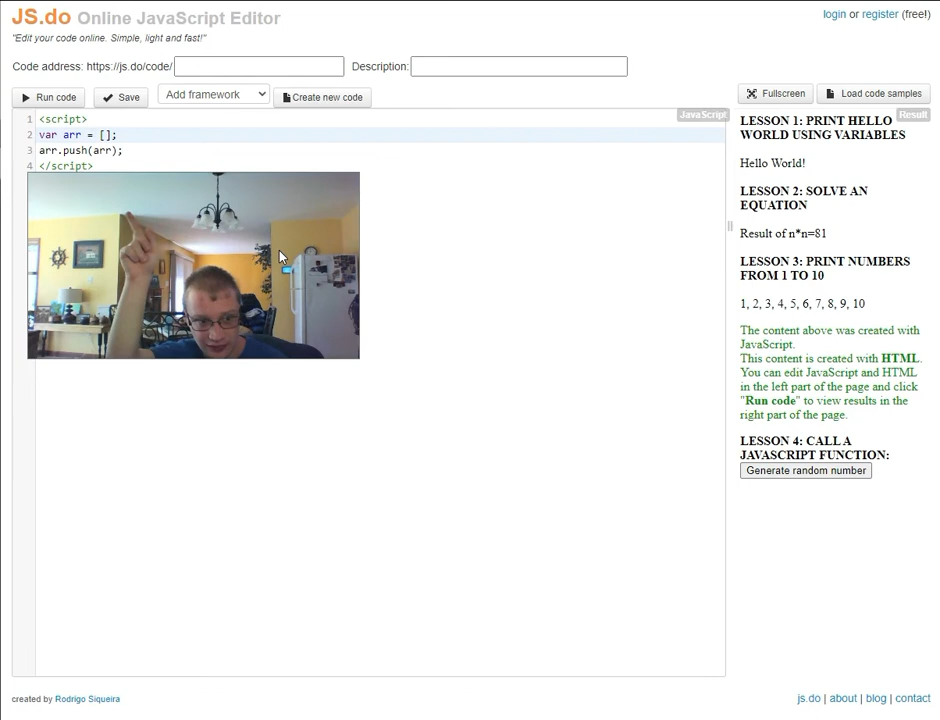 JS.do Online JavaScript Editor
login or register (free!)
"Edit your code online. Simple, light and fast!"
Code address: https://js.do/code/ Description:
Run code Save Add framework Create new code Fullscreen Load code samples
JavaScript
Result
1 <script>
2 var arr = [];
3 arr.push(arr);
4 </script>
LESSON 1: PRINT HELLO
WORLD USING VARIABLES
Hello World!
LESSON 2: SOLVE AN
EQUATION
Result of n*n=81
LESSON 3: PRINT NUMBERS
FROM 1 TO 10
1, 2, 3, 4, 5, 6, 7, 8, 9, 10
The content above was created with
JavaScript.
This content is created with HTML.
You can edit JavaScript and HTML
in the left part of the page and click
"Run code" to view results in the
right part of the page.
LESSON 4: CALL A
JAVASCRIPT FUNCTION:
Generate random number
created by Rodrigo Siqueira
js.do | about | blog | contact